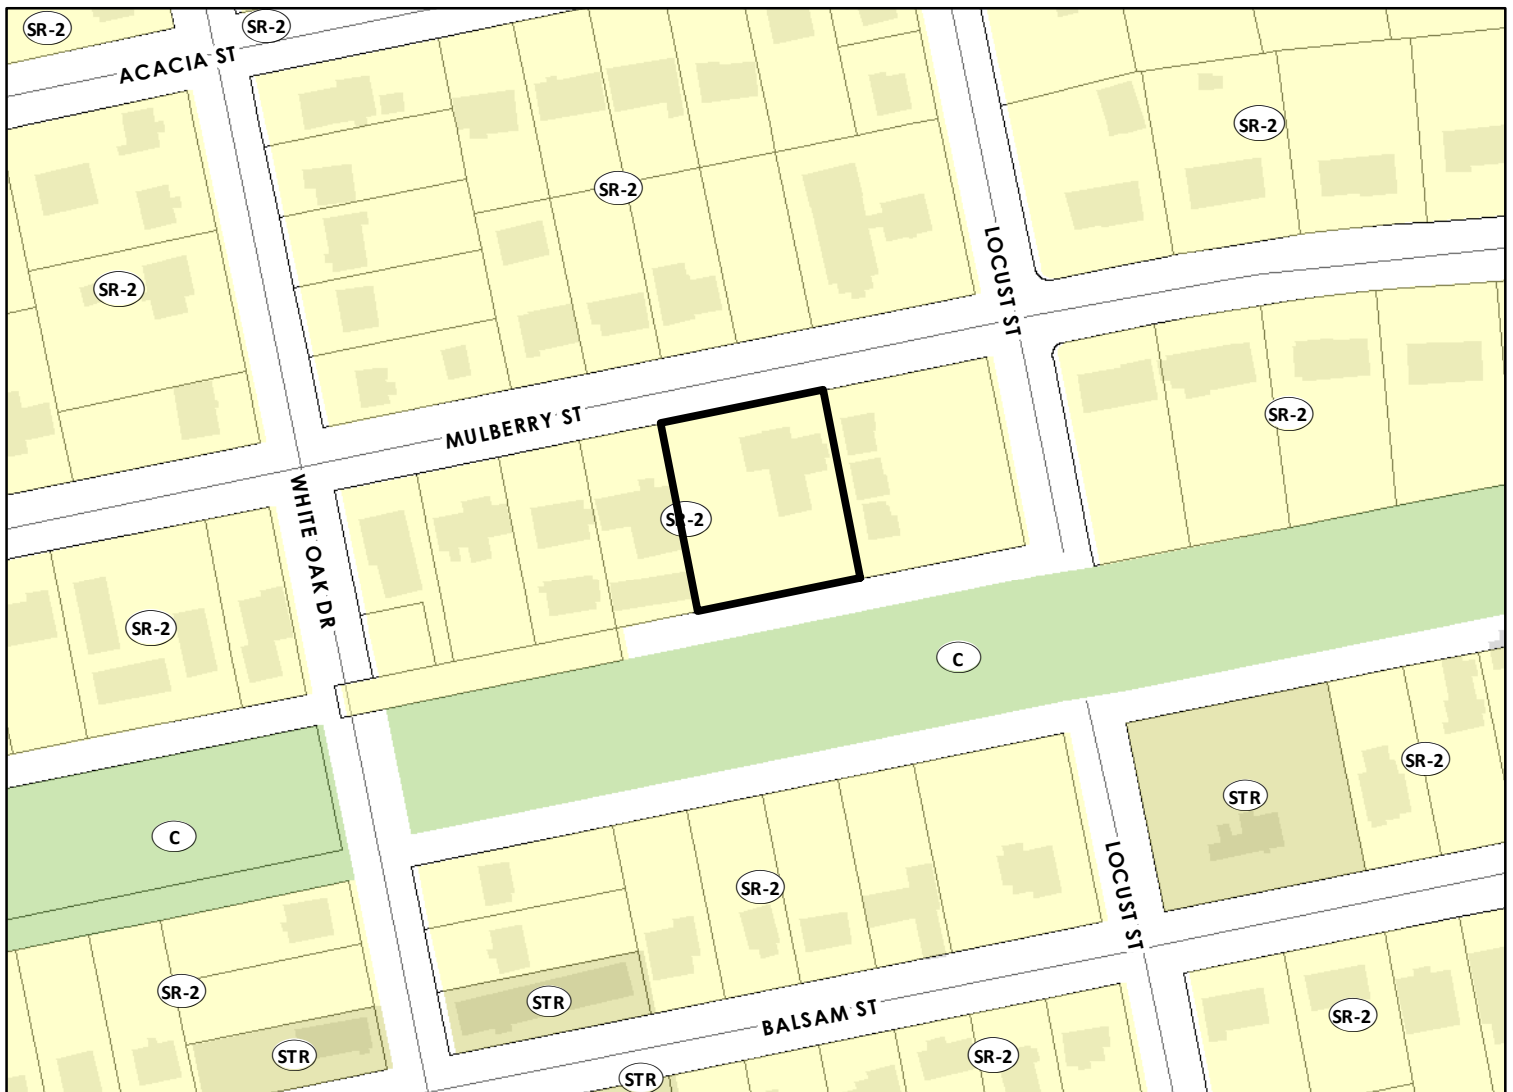 SR-2
SR-2
ACACIA ST
SR-2
SR-2
SR-2
LOCUST ST
MULBERRY ST
SR-2
WHITE OAK DR
SR-2
SR-2
C
C
SR-2
STR
SR-2
LOCUST ST
SR-2
STR
BALSAM ST
SR-2
STR
SR-2
STR